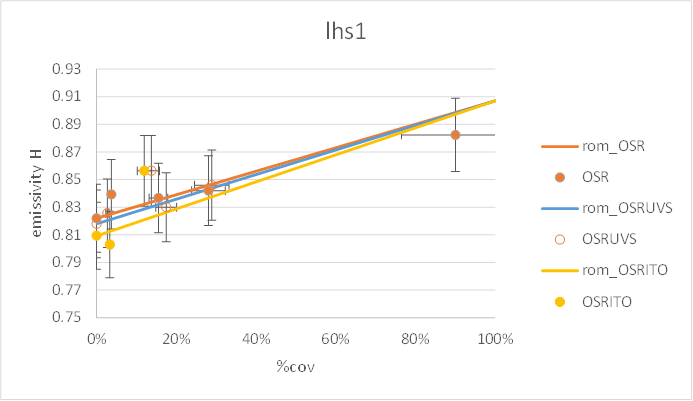 lhs1
0.93
0.91
0.89
0.87
0.85
0.83
0.81
0.79
0.77
0.75
emissivity H
0% 20% 40% 60% 80% 100%
%cov
rom_OSR
OSR
rom_OSRUVS
OSRUVS
rom_OSRITO
OSRITO